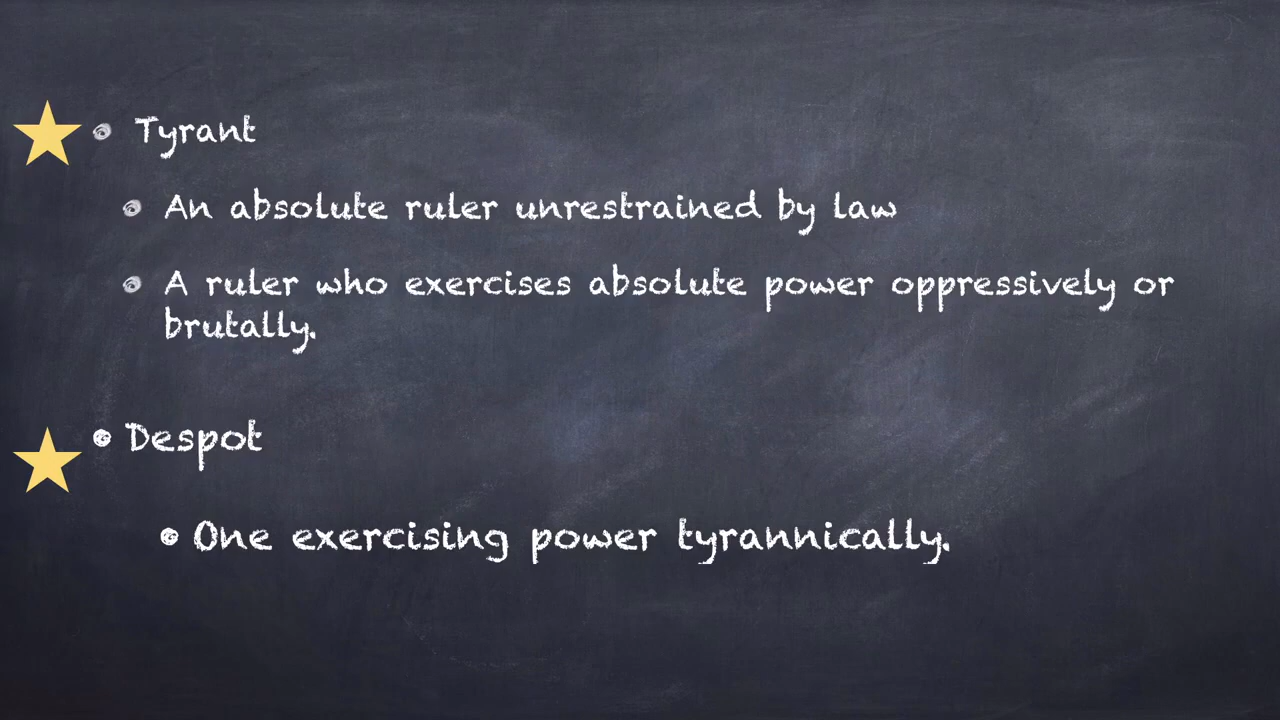 Tyrant
An absolute ruler unrestrained by law
A ruler who exercises absolute power oppressively or
brutally.
Despot
One exercising power tyrannically.